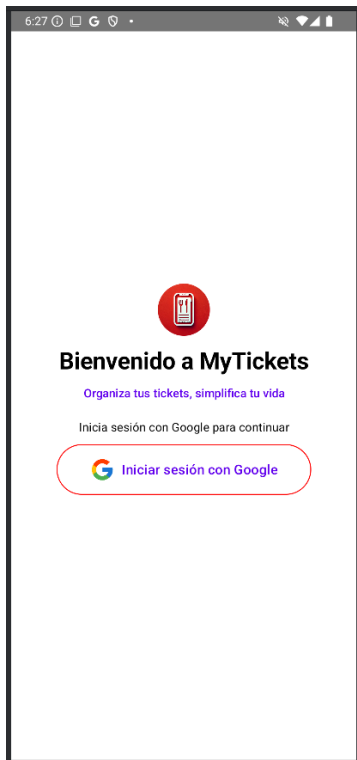 6:27
Bienvenido a MyTickets
Organiza tus tickets, simplifica tu vida
Inicia sesión con Google para continuar
Iniciar sesión con Google